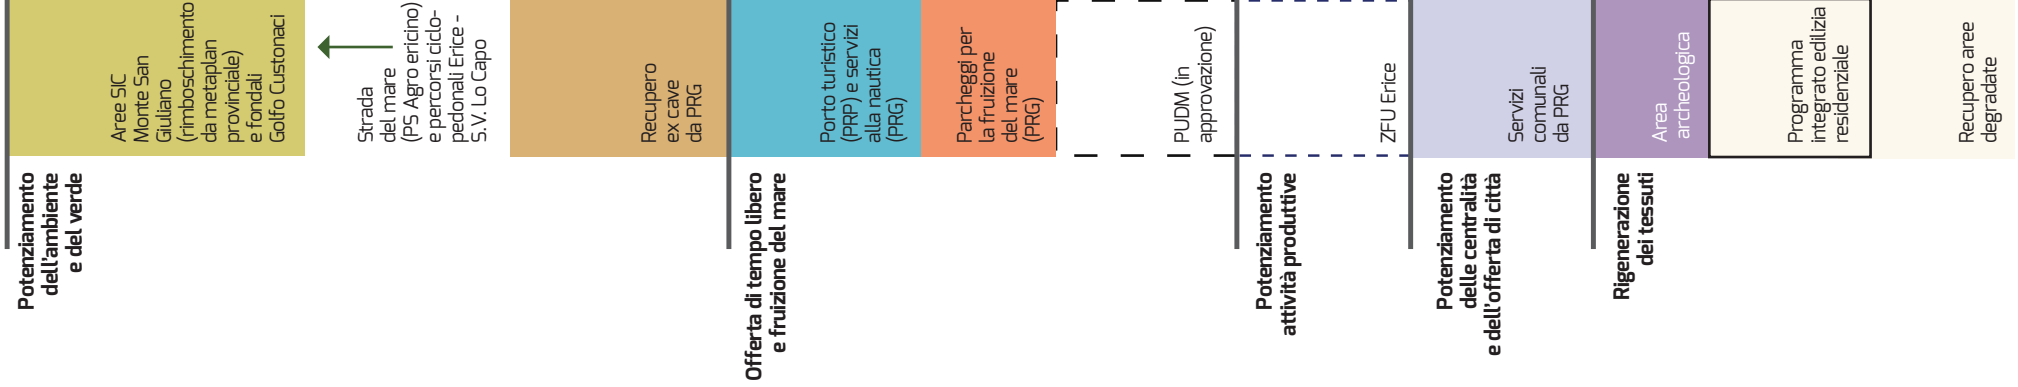 Potenziamento
dell'ambiente
e del verde
Aree SIC
Monte San
Giuliano
(rimboschimento
da metaplan
provinciale)
e fondali
Golfo Custonaci
Strada
del mare
(PS Agro ericino)
e percorsi ciclo-
pedonali Erice -
S. V. Lo Capo
Recupero
ex cave
da PRG
Offerta di tempo libero
e fruizione del mare
Porto turistico
(PRP) e servizi
alla nautica
(PRG)
Parcheggi per
la fruizione
del mare
(PRG)
PUDM (in
approvazione)
Potenziamento
attività produttive
ZFU Erice
Potenziamento
delle centralità
e dell'offerta di città
Servizi
comunali
da PRG
Rigenerazione
dei tessuti
Area
archeologica
Programma
integrato edilizia
residenziale
Recupero aree
degradate